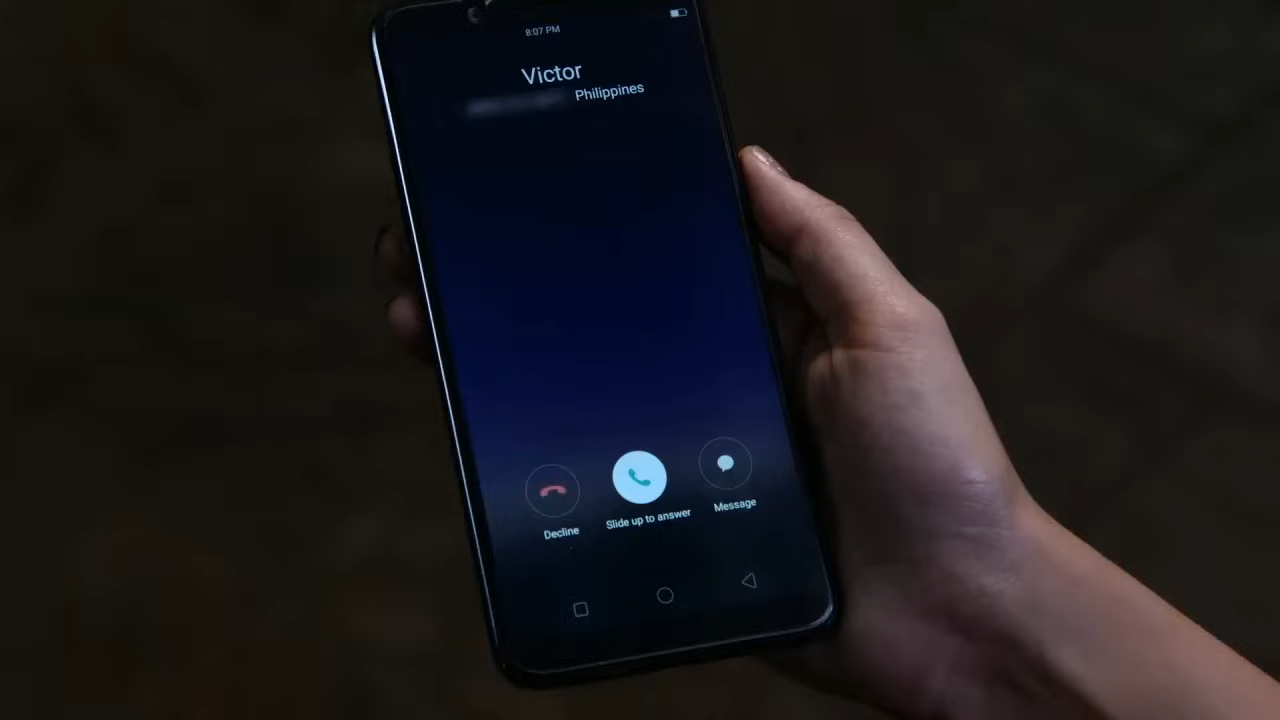 8:07 PM
Victor
Philippines
Decline
Slide up to answer
Message